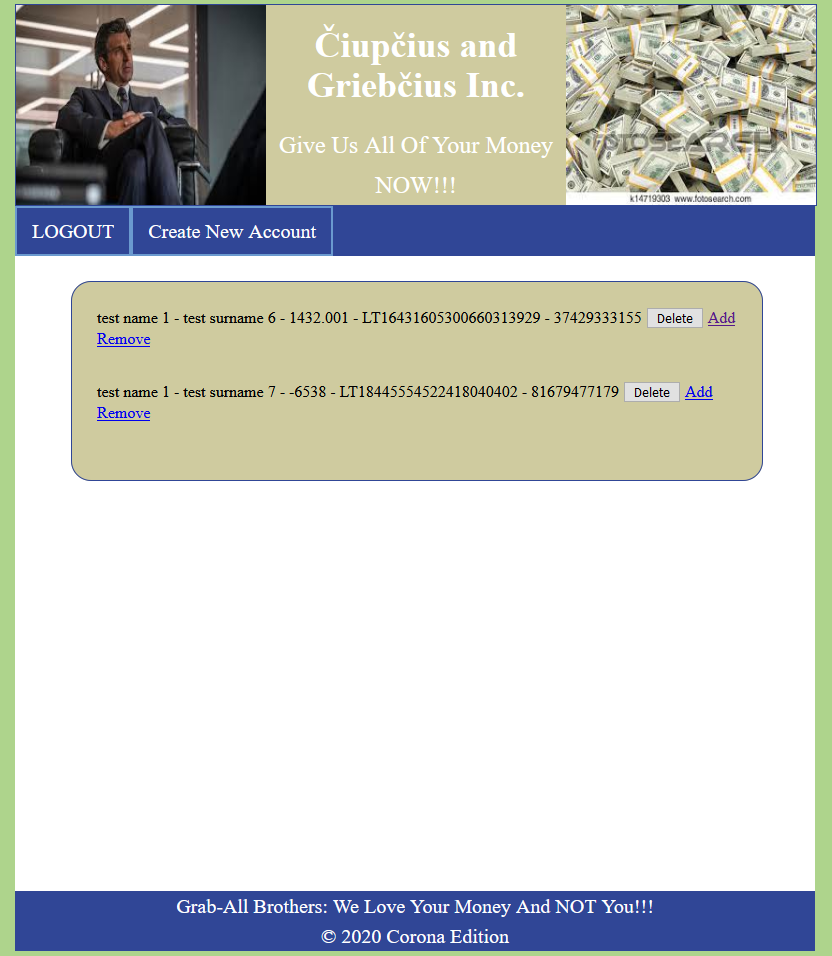 Čiupčius and
Griebčius Inc.
Give Us All Of Your Money
NOW!!!
FOTOSEARCH
k14719303 www.fotosearch.com
LOGOUT Create New Account
test name 1 - test surname 6 - 1432.001 - LT16431605300660313929 - 37429333155 Delete Add
Remove
test name 1 - test surname 7 - -6538 - LT18445554522418040402 - 81679477179 Delete Add
Remove
Grab-All Brothers: We Love Your Money And NOT You!!!
© 2020 Corona Edition